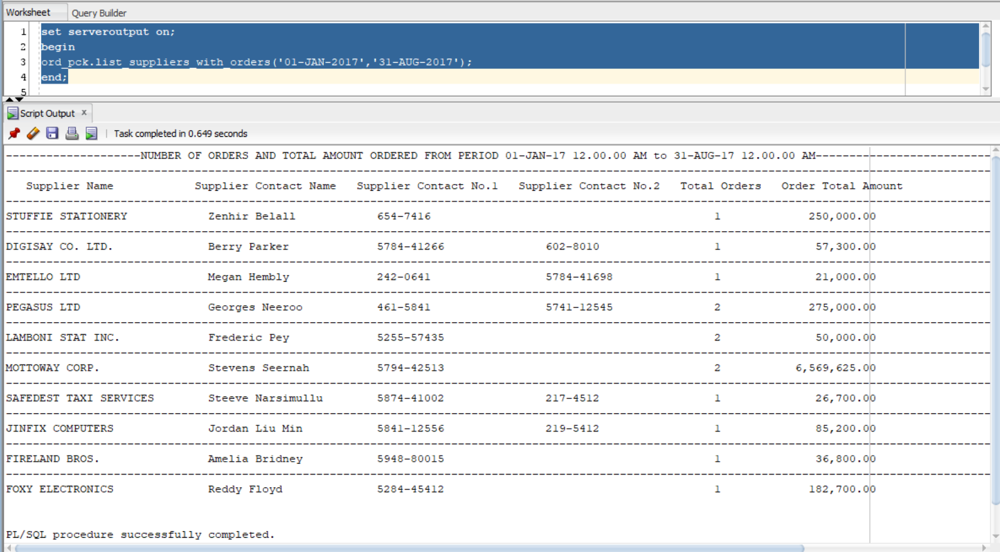 Worksheet Query Builder
1 set serveroutput on;
2 begin
3 ord_pck.list_suppliers_with_orders('01-JAN-2017','31-AUG-2017');
4 end;
5
Script Output x
Task completed in 0.649 seconds
--------------------NUMBER OF ORDERS AND TOTAL AMOUNT ORDERED FROM PERIOD 01-JAN-17 12.00.00 AM to 31-AUG-17 12.00.00 AM--------------------------
Supplier Name Supplier Contact Name Supplier Contact No.1 Supplier Contact No.2 Total Orders Order Total Amount
STUFFIE STATIONERY Zenhir Belall 654-7416 1 250,000.00
DIGISAY CO. LTD. Berry Parker 5784-41266 602-8010 1 57,300.00
EMTELLO LTD Megan Hembly 242-0641 5784-41698 1 21,000.00
PEGASUS LTD Georges Neeroo 461-5841 5741-12545 2 275,000.00
LAMBONI STAT INC. Frederic Pey 5255-57435 2 50,000.00
MOTTOWAY CORP. Stevens Seernah 5794-42513 2 6,569,625.00
SAFEDEST TAXI SERVICES Steeve Narsimullu 5874-41002 217-4512 1 26,700.00
JINFIX COMPUTERS Jordan Liu Min 5841-12556 219-5412 1 85,200.00
FIRELAND BROS. Amelia Bridney 5948-80015 1 36,800.00
FOXY ELECTRONICS Reddy Floyd 5284-45412 1 182,700.00
PL/SQL procedure successfully completed.